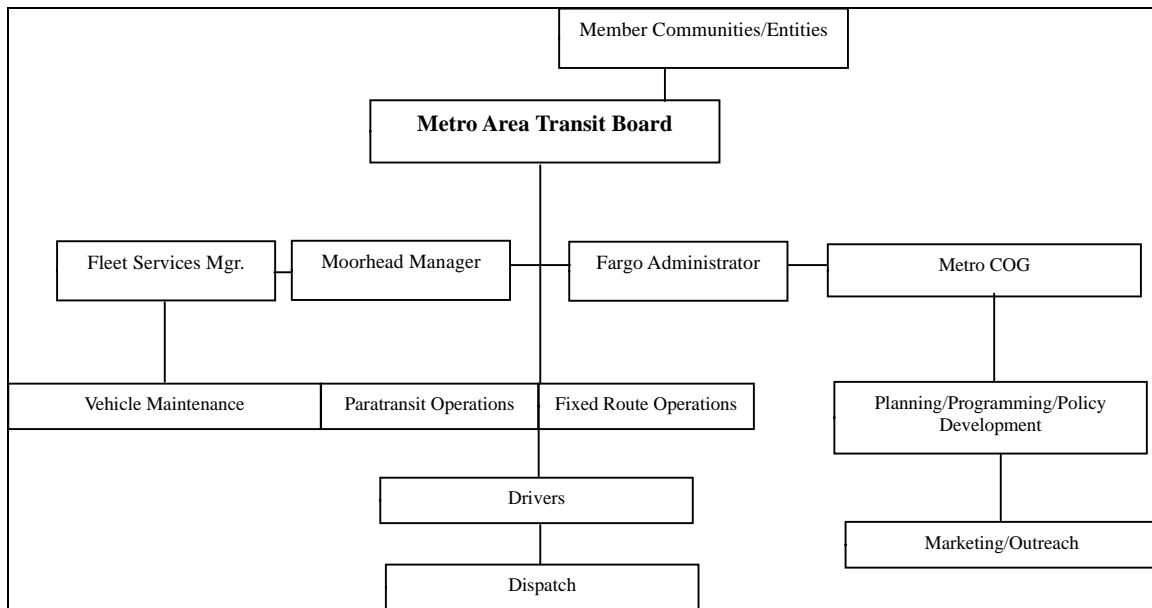 Member Communities/Entities
Metro Area Transit Board
Fleet Services Mgr.
Moorhead Manager
Fargo Administrator
Metro COG
Vehicle Maintenance
Paratransit Operations
Fixed Route Operations
Planning/Programming/Policy
Development
Drivers
Marketing/Outreach
Dispatch